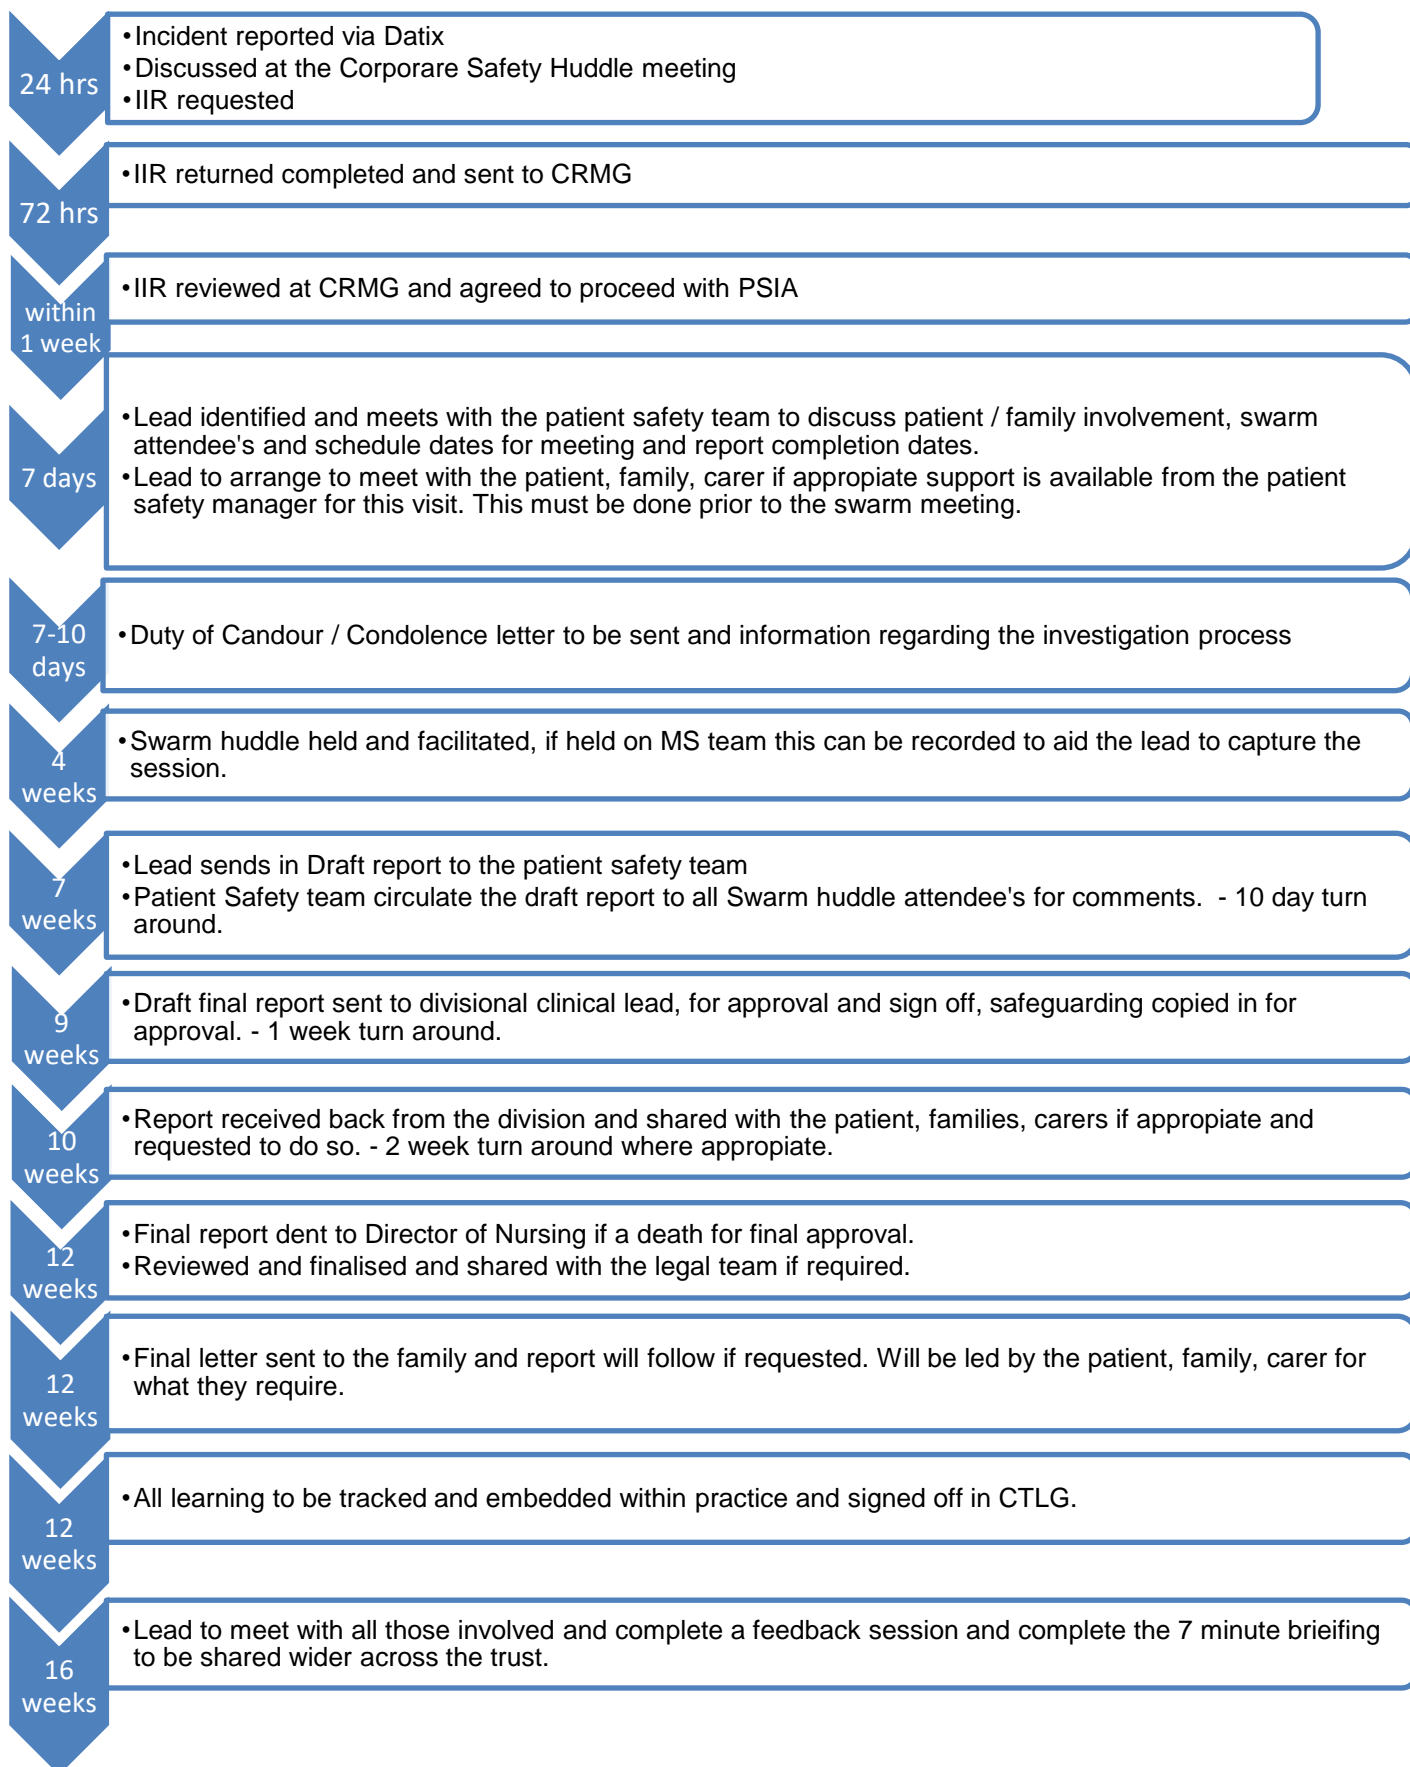 24 hrs
•Incident reported via Datix
•Discussed at the Corporare Safety Huddle meeting
•IIR requested
72 hrs
•IIR returned completed and sent to CRMG
within
1 week
•IIR reviewed at CRMG and agreed to proceed with PSIA
7 days
•Lead identified and meets with the patient safety team to discuss patient / family involvement, swarm
attendee's and schedule dates for meeting and report completion dates.
•Lead to arrange to meet with the patient, family, carer if appropiate support is available from the patient
safety manager for this visit. This must be done prior to the swarm meeting.
7-10
days
•Duty of Candour / Condolence letter to be sent and information regarding the investigation process
4
weeks
•Swarm huddle held and facilitated, if held on MS team this can be recorded to aid the lead to capture the
session.
7
weeks
•Lead sends in Draft report to the patient safety team
•Patient Safety team circulate the draft report to all Swarm huddle attendee's for comments.  - 10 day turn
around.
9
weeks
•Draft final report sent to divisional clinical lead, for approval and sign off, safeguarding copied in for
approval. - 1 week turn around.
10
weeks
•Report received back from the division and shared with the patient, families, carers if appropiate and
requested to do so. - 2 week turn around where appropiate.
12
weeks
•Final report dent to Director of Nursing if a death for final approval.
•Reviewed and finalised and shared with the legal team if required.
12
weeks
•Final letter sent to the family and report will follow if requested. Will be led by the patient, family, carer for
what they require.
12
weeks
•All learning to be tracked and embedded within practice and signed off in CTLG.
16
weeks
•Lead to meet with all those involved and complete a feedback session and complete the 7 minute brieifing
to be shared wider across the trust.